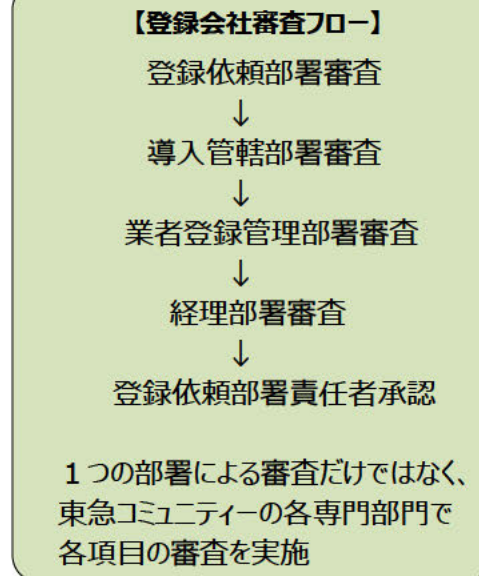 【登録会社審査フロー】
登録依頼部署審査
↓
導入管轄部署審査
↓
業者登録管理部署審査
↓
経理部署審査
↓
登録依頼部署責任者承認
１つの部署による審査だけではなく、
東急コミュニティーの各専門部門で
各項目の審査を実施